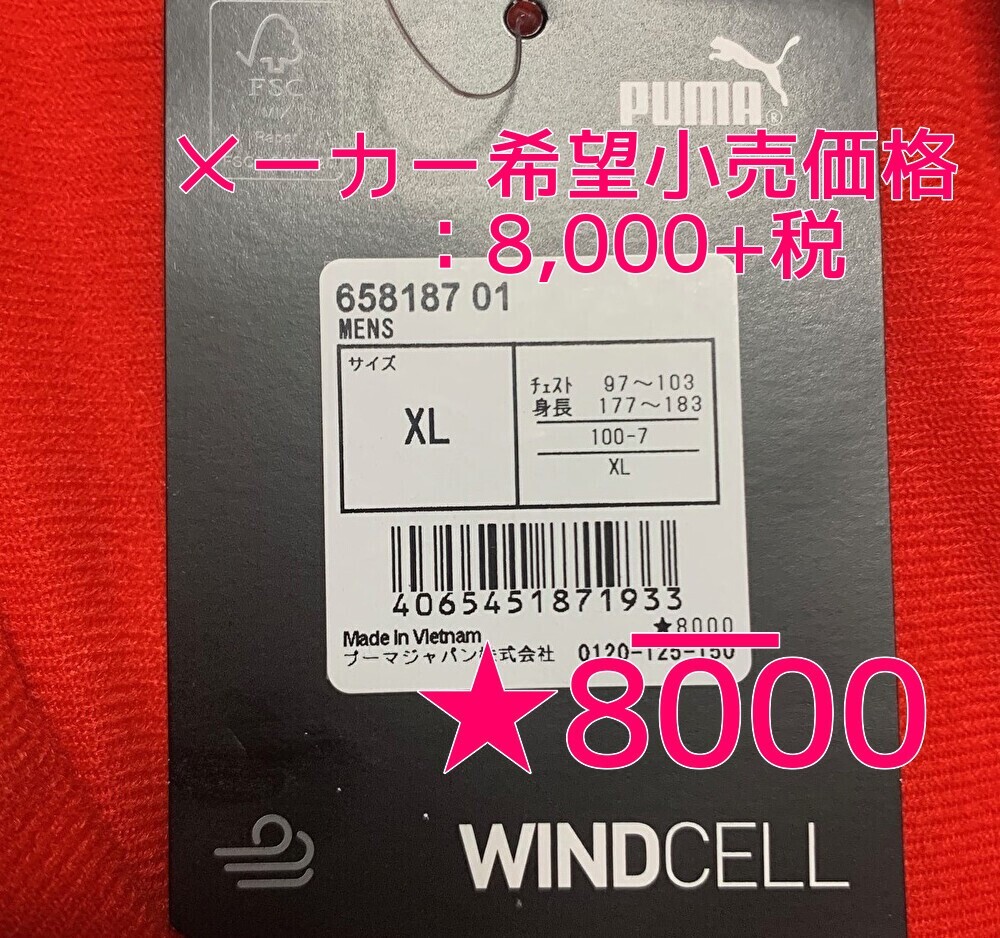 FSC
PUMA®
メーカー希望小売価格
：8,000+税
658187 01
MENS
サイズ
XL
ﾁｪｽﾄ 97～103
身長 177～183
100-7
XL
4065451871933
★8000
Made in Vietnam
プーマジャパン株式会社 0120-125-150
★8000
WINDCELL